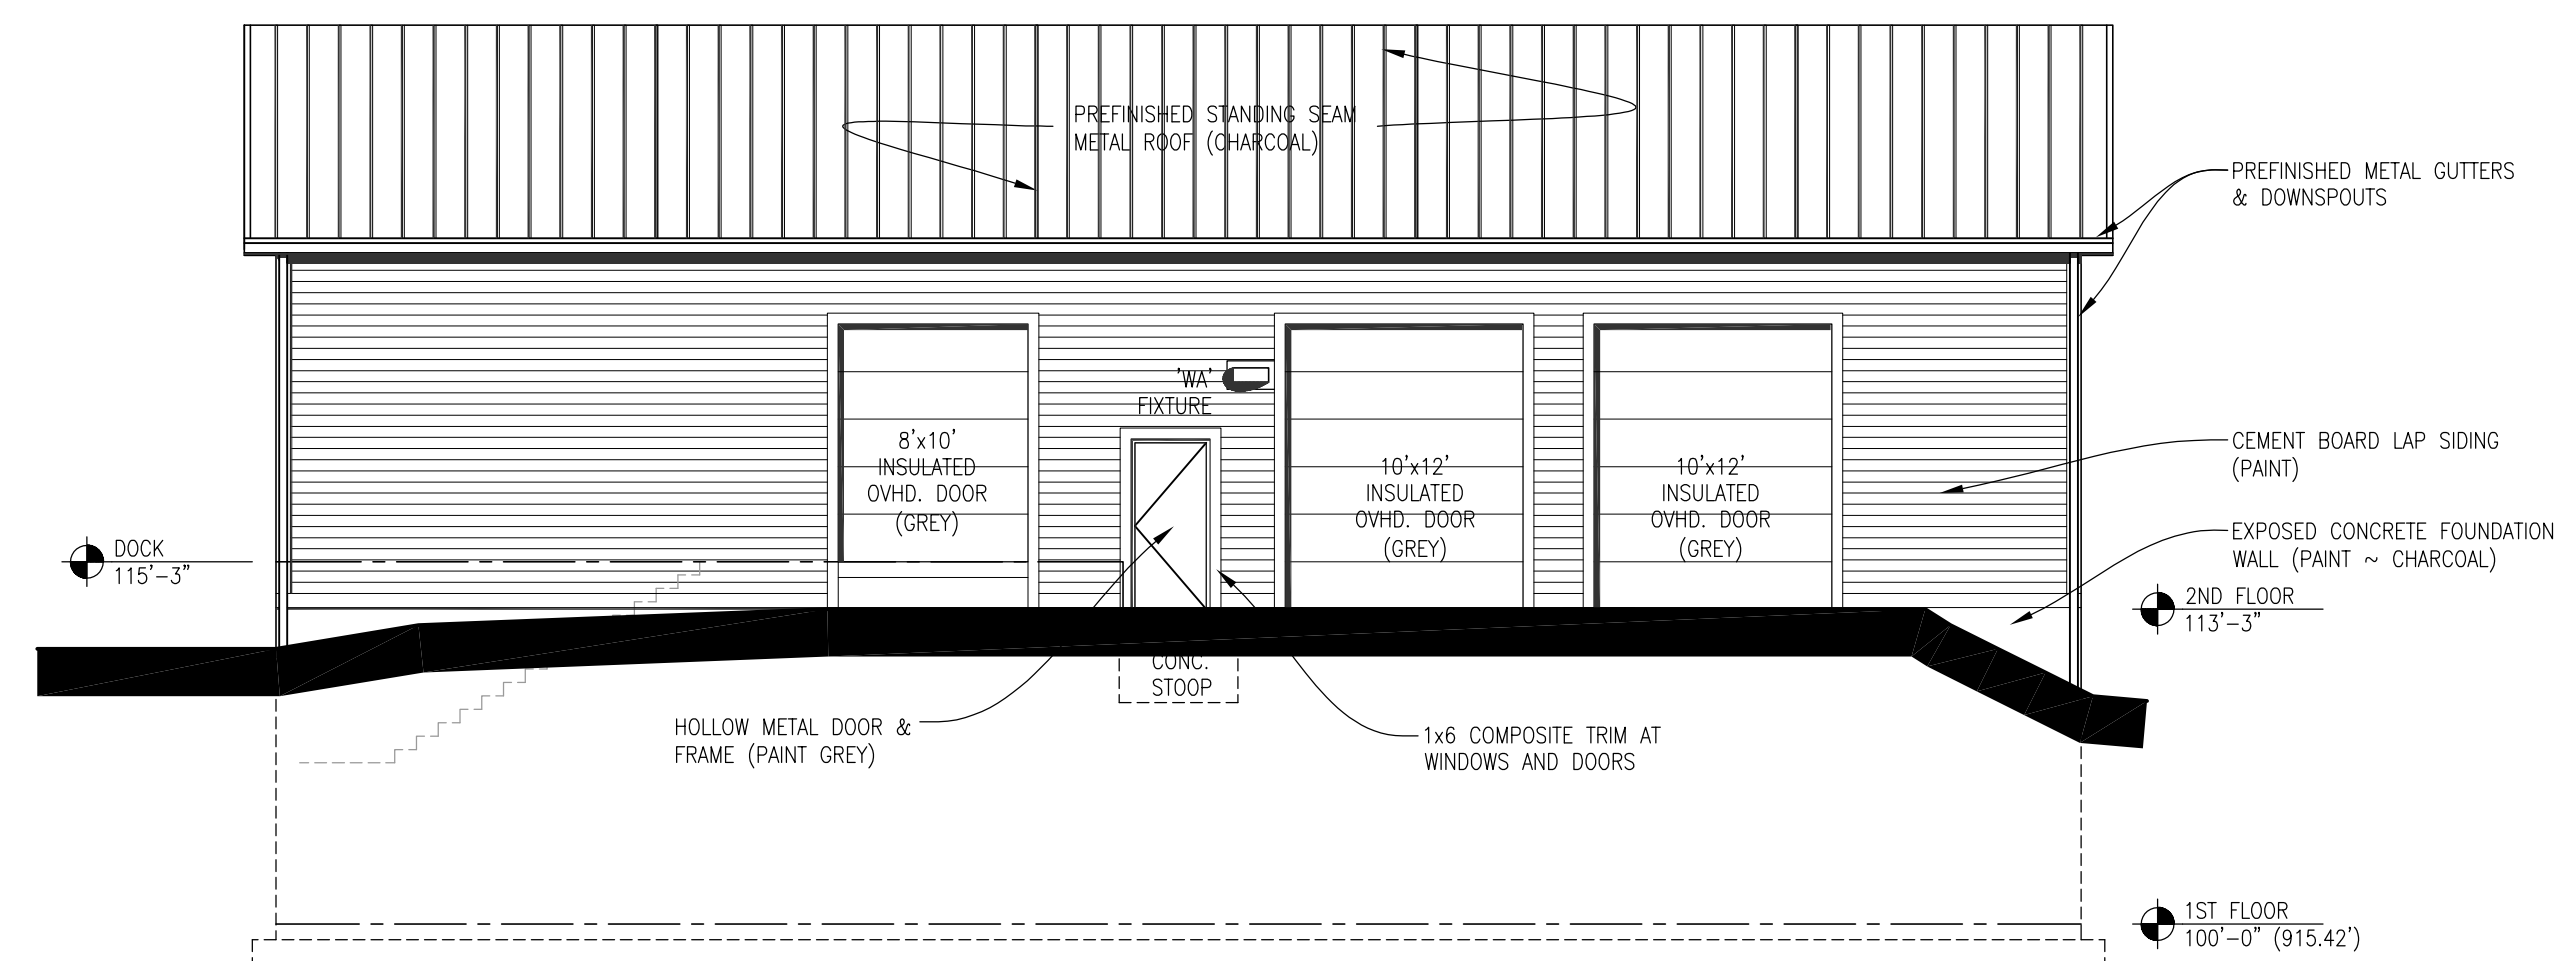 PREFINISHED STANDING SEAM
METAL ROOF (CHARCOAL)
PREFINISHED METAL GUTTERS
& DOWNSPOUTS
'WA'
FIXTURE
8'x10'
INSULATED
OVHD. DOOR
(GREY)
10'x12'
INSULATED
OVHD. DOOR
(GREY)
10'x12'
INSULATED
OVHD. DOOR
(GREY)
CEMENT BOARD LAP SIDING
(PAINT)
EXPOSED CONCRETE FOUNDATION
WALL (PAINT ~ CHARCOAL)
DOCK
115'-3"
2ND FLOOR
113'-3"
CONC.
STOOP
HOLLOW METAL DOOR &
FRAME (PAINT GREY)
1x6 COMPOSITE TRIM AT
WINDOWS AND DOORS
1ST FLOOR
100'-0" (915.42')